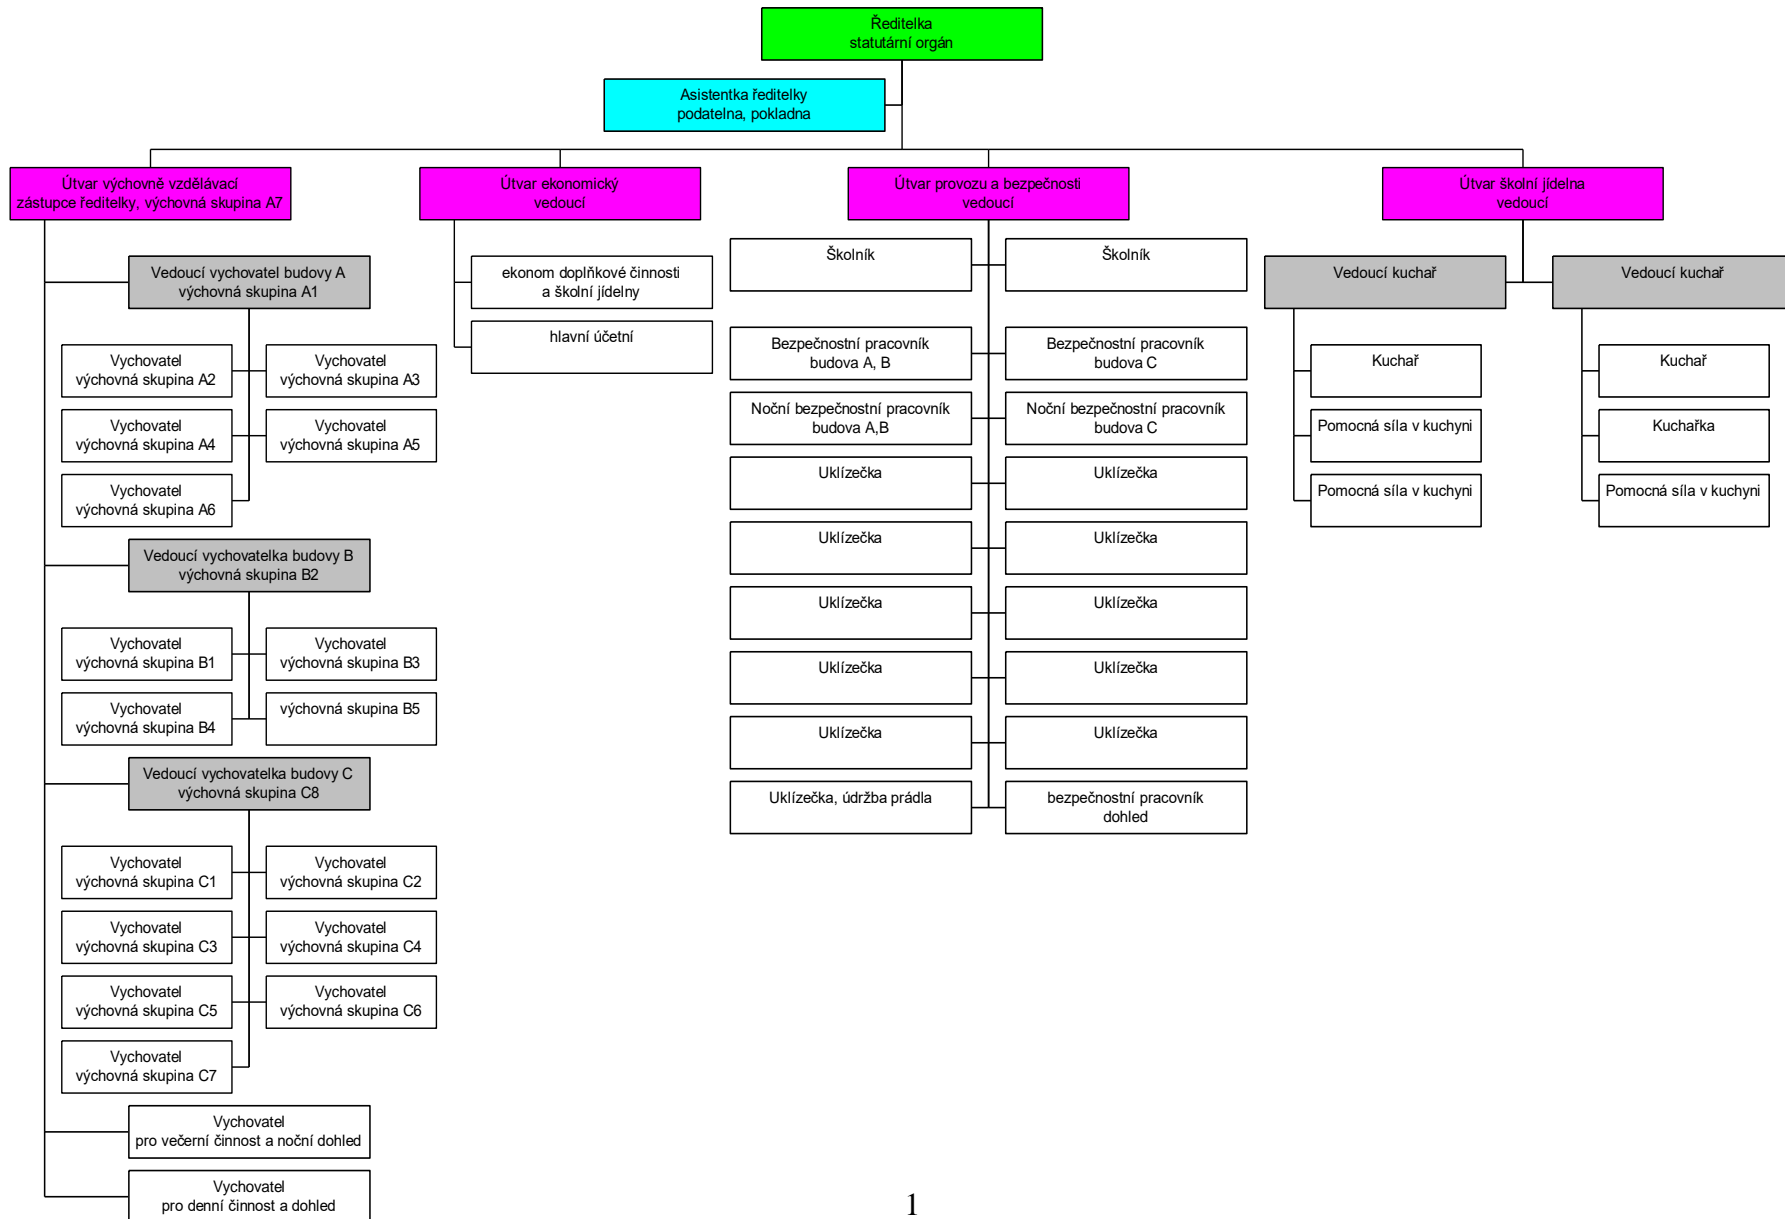 Ředitelka
statutární orgán
Asistentka ředitelky
podatelna, pokladna
Útvar výchovně vzdělávací
zástupce ředitelky, výchovná skupina A7
Vedoucí vychovatel budovy A
výchovná skupina A1
Vychovatel
výchovná skupina A2
Vychovatel
výchovná skupina A3
Vychovatel
výchovná skupina A4
Vychovatel
výchovná skupina A5
Vychovatel
výchovná skupina A6
Vedoucí vychovatelka budovy B
výchovná skupina B2
Vychovatel
výchovná skupina B1
Vychovatel
výchovná skupina B3
Vychovatel
výchovná skupina B4
výchovná skupina B5
Vedoucí vychovatelka budovy C
výchovná skupina C8
Vychovatel
výchovná skupina C1
Vychovatel
výchovná skupina C2
Vychovatel
výchovná skupina C3
Vychovatel
výchovná skupina C4
Vychovatel
výchovná skupina C5
Vychovatel
výchovná skupina C6
Vychovatel
výchovná skupina C7
Vychovatel
pro večerní činnost a noční dohled
Vychovatel
pro denní činnost a dohled
Útvar ekonomický
vedoucí
ekonom doplňkové činnosti
a školní jídelny
hlavní účetní
Útvar provozu a bezpečnosti
vedoucí
Školník
Školník
Bezpečnostní pracovník
budova A, B
Bezpečnostní pracovník
budova C
Noční bezpečnostní pracovník
budova A,B
Noční bezpečnostní pracovník
budova C
Uklízečka
Uklízečka
Uklízečka
Uklízečka
Uklízečka
Uklízečka
Uklízečka
Uklízečka
Uklízečka
Uklízečka
Uklízečka, údržba prádla
bezpečnostní pracovník
dohled
Útvar školní jídelna
vedoucí
Vedoucí kuchař
Kuchař
Pomocná síla v kuchyni
Pomocná síla v kuchyni
Vedoucí kuchař
Kuchař
Kuchařka
Pomocná síla v kuchyni
1